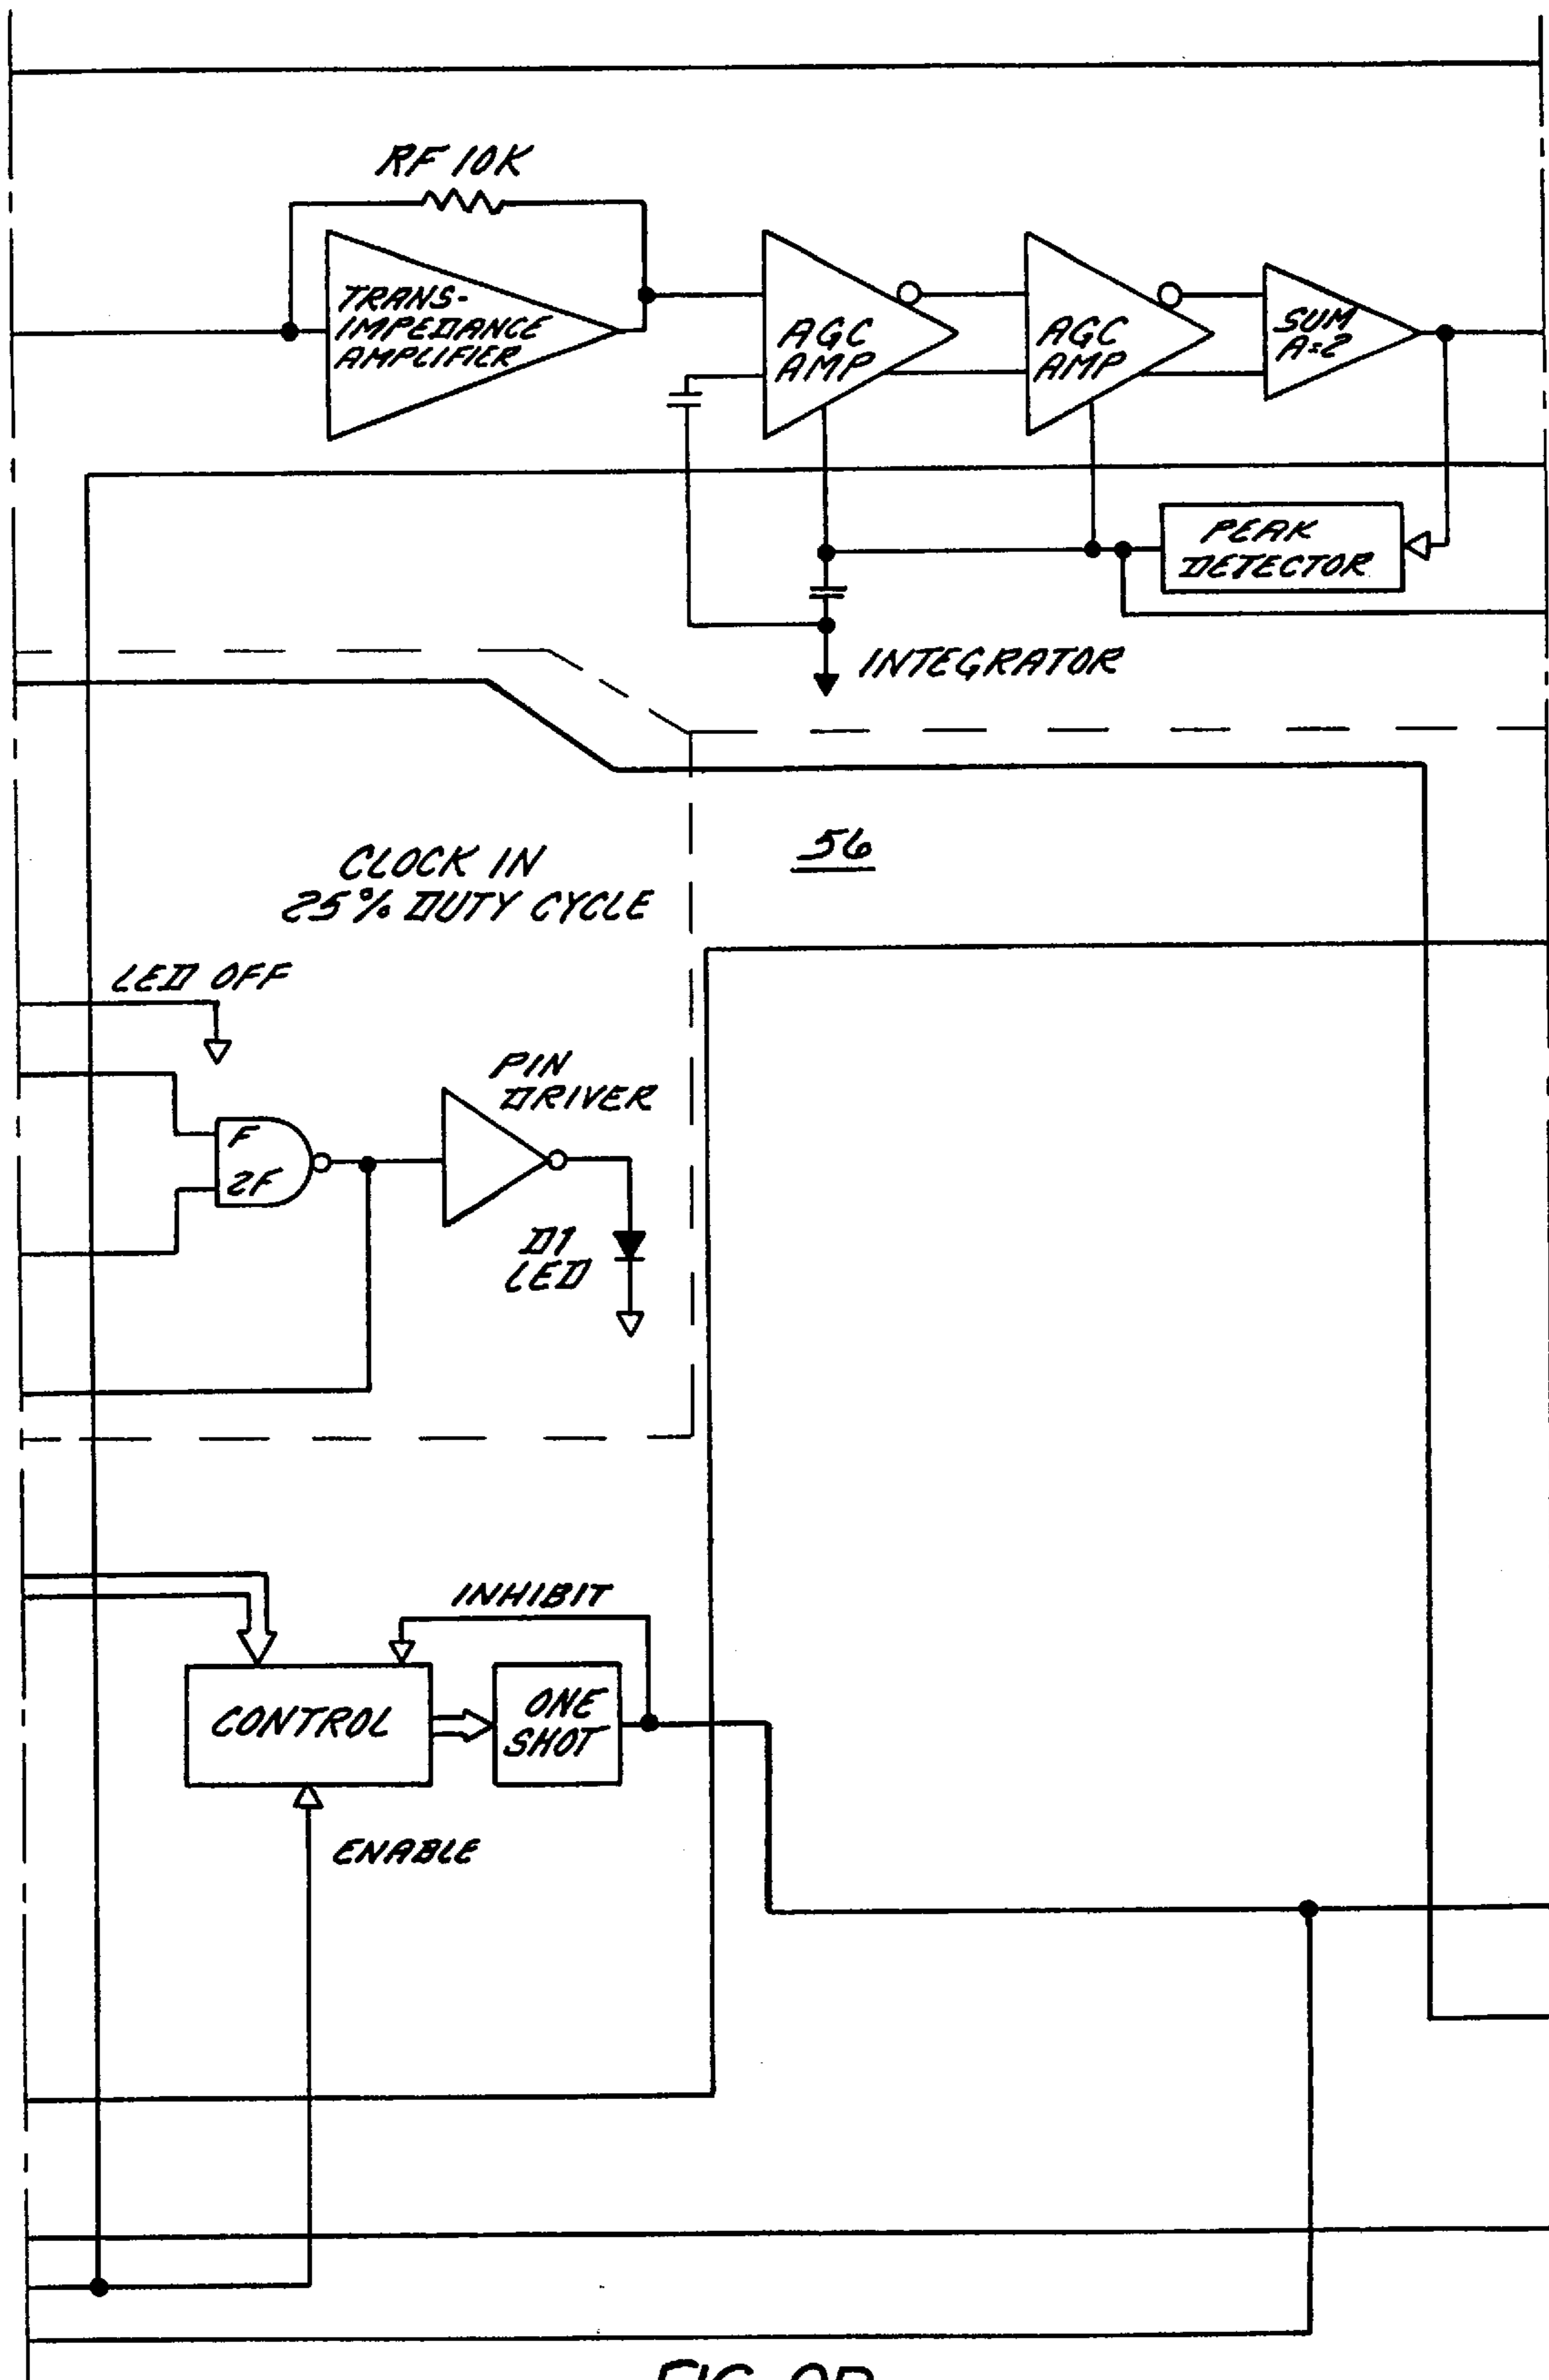 RF 10K
TRANS-
IMPEDANCE
AMPLIFIER
AGC
AMP
AGC
AMP
SUM
A=2
PEAK
DETECTOR
INTEGRATOR
56
CLOCK IN
25% DUTY CYCLE
LED OFF
PIN
DRIVER
F
2F
D1
LED
INHIBIT
CONTROL
ONE
SHOT
ENABLE